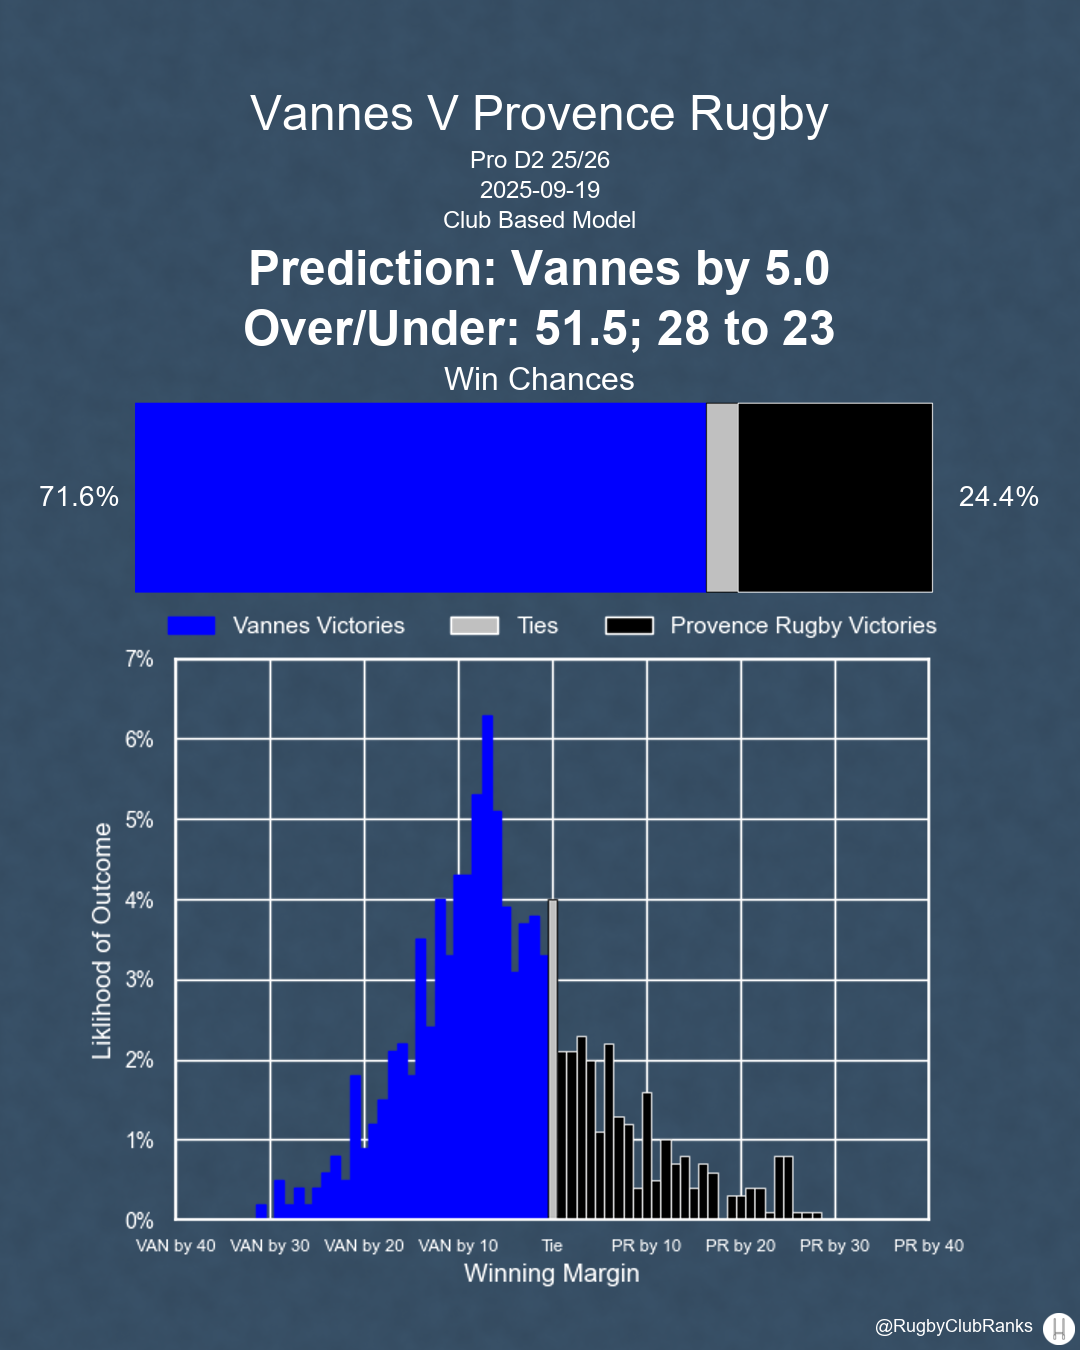 Vannes V Provence Rugby
Pro D2 25/26
2025-09-19
Club Based Model
Prediction: Vannes by 5.0
Over/Under: 51.5; 28 to 23
Win Chances
71.6%
24.4%
Vannes Victories
Ties
Provence Rugby Victories
7%
6%
5%
4%
3%
2%
1%
0%
Liklihood of Outcome
VAN by 40
VAN by 30
VAN by 20
VAN by 10
Tie
PR by 10
PR by 20
PR by 30
PR by 40
Winning Margin
@RugbyClubRanks